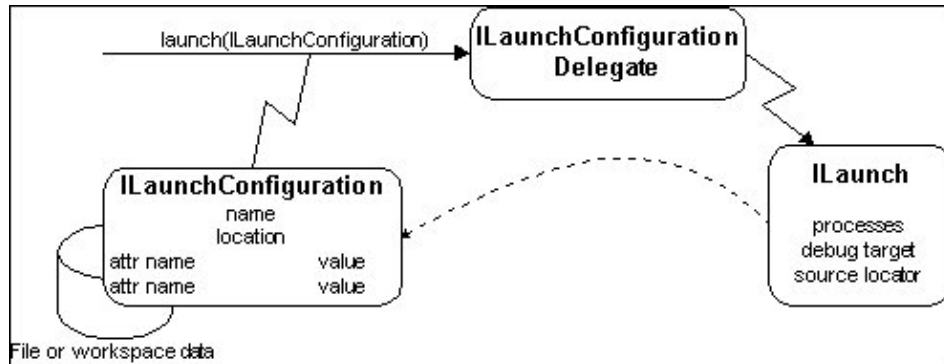 launch(ILaunchConfiguration)
ILaunchConfiguration
Delegate
ILaunchConfiguration
name
location
attr name value
attr name value
ILaunch
processes
debug target
source locator
File or workspace data